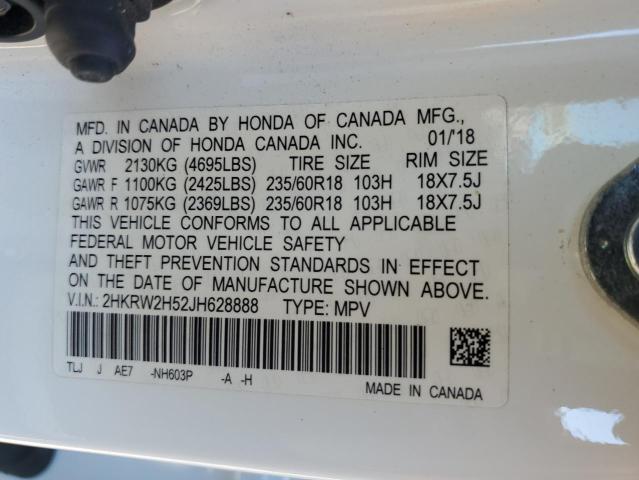 MFD. IN CANADA BY HONDA OF CANADA MFG.,
A DIVISION OF HONDA CANADA INC. 01/'18
GVWR 2130KG (4695LBS) TIRE SIZE RIM SIZE
GAWR F 1100KG (2425LBS) 235/60R18 103H 18X7.5J
GAWR R 1075KG (2369LBS) 235/60R18 103H 18X7.5J
THIS VEHICLE CONFORMS TO ALL APPLICABLE
FEDERAL MOTOR VEHICLE SAFETY
AND THEFT PREVENTION STANDARDS IN EFFECT
ON THE DATE OF MANUFACTURE SHOWN ABOVE.
V.I.N.: 2HKRW2H52JH628888 TYPE: MPV
TLJ J AE7 -NH603P -A -H
MADE IN CANADA